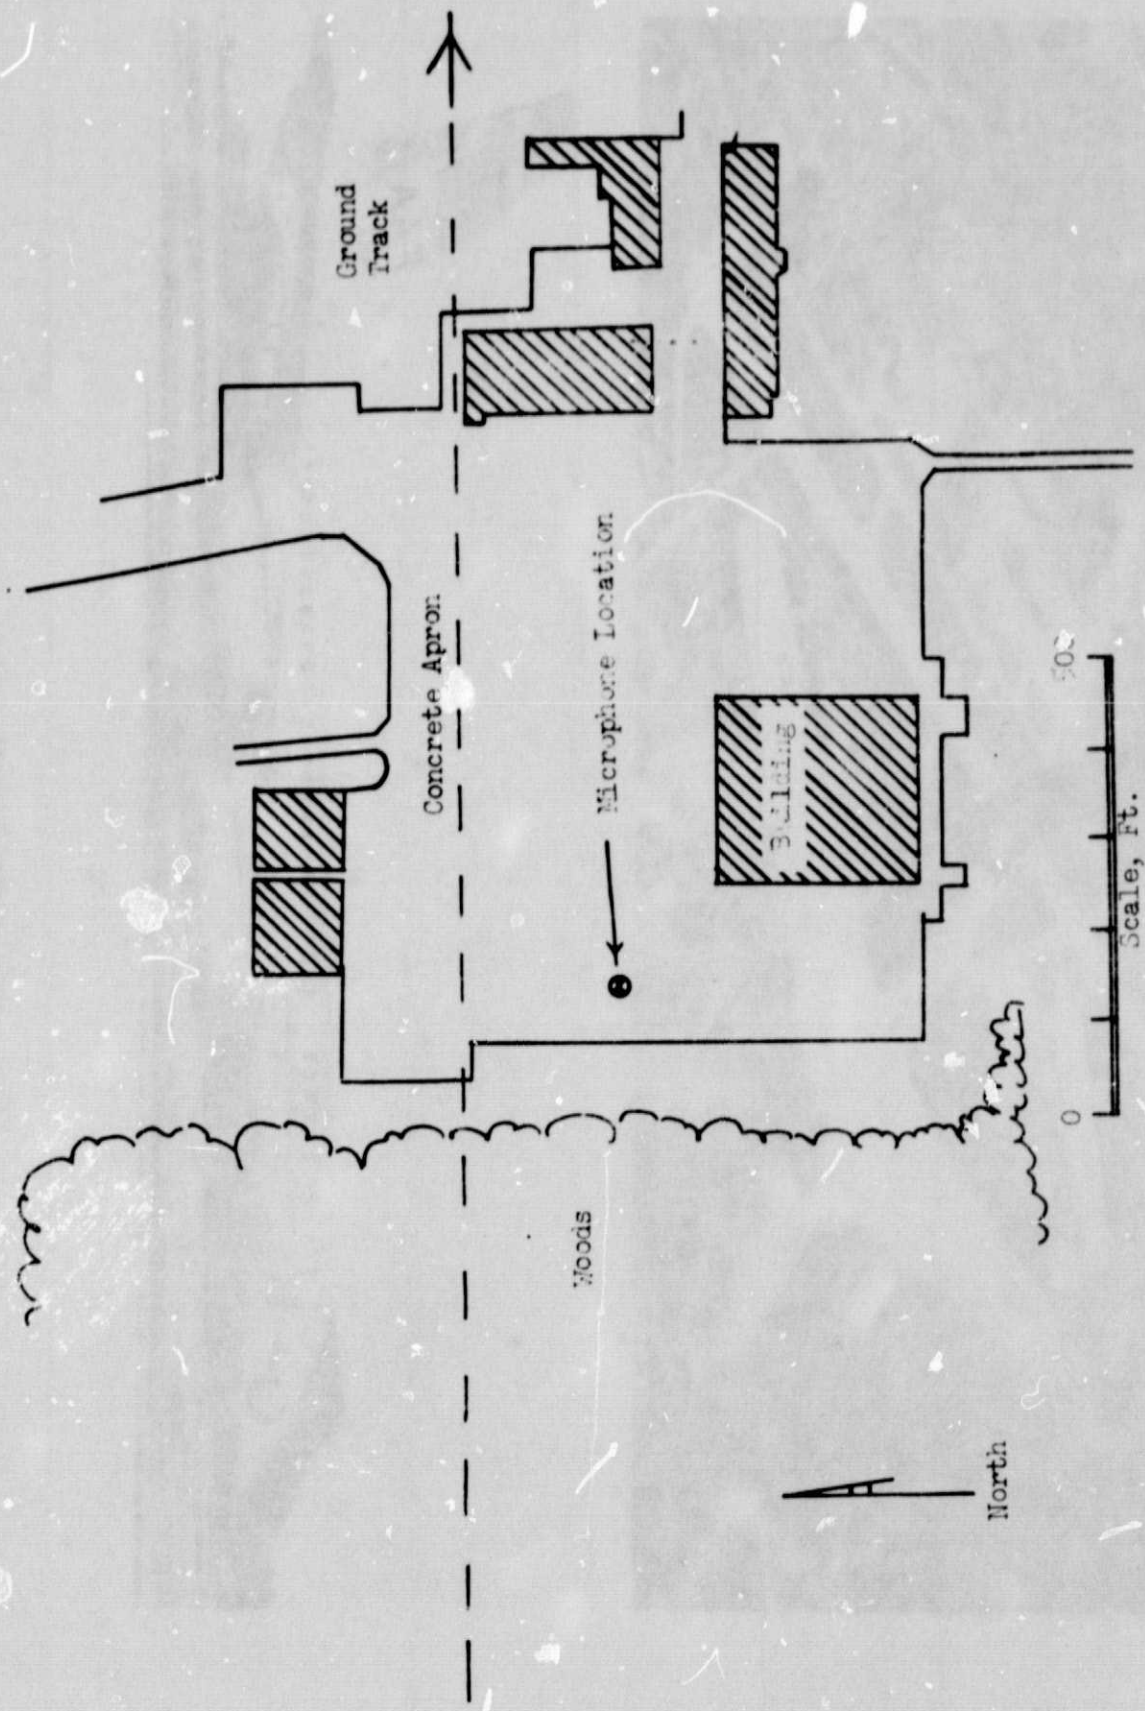 Ground
Track
Concrete Apron
Woods
Microphone Location
Building
North
0 500
Scale, Ft.